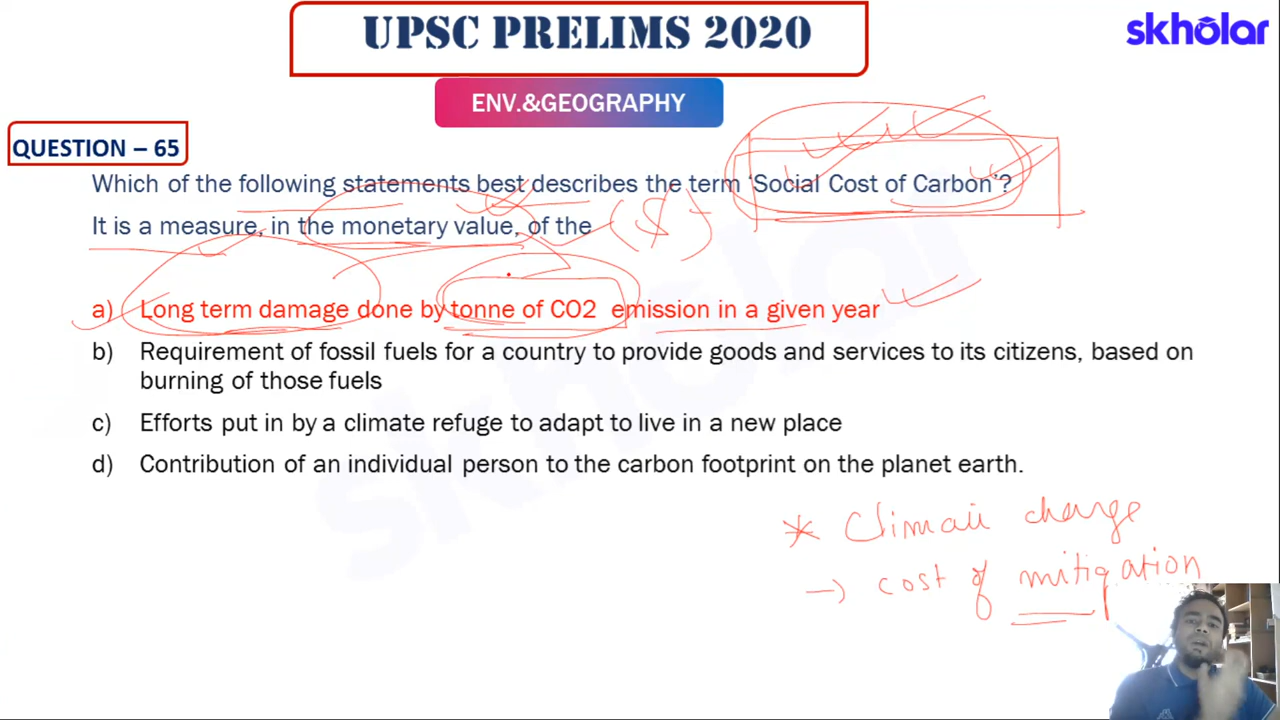 UPSC PRELIMS 2020
skholar
ENV.&GEOGRAPHY
QUESTION – 65
Which of the following statements best describes the term ‘Social Cost of Carbon’?
It is a measure, in the monetary value, of the ($)
a) Long term damage done by tonne of CO2 emission in a given year
b) Requirement of fossil fuels for a country to provide goods and services to its citizens, based on
burning of those fuels
c) Efforts put in by a climate refuge to adapt to live in a new place
d) Contribution of an individual person to the carbon footprint on the planet earth.
* Climate change
→ cost of mitigation
skholar